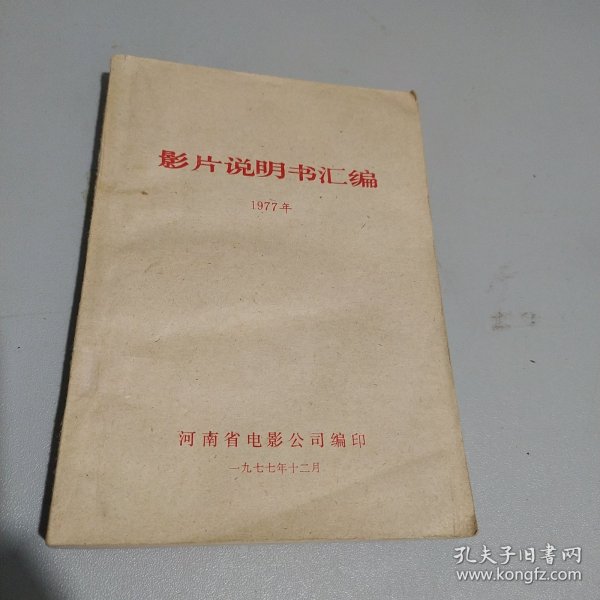 影片说明书汇编
1977年
河南省电影公司编印
一九七七年十二月
孔夫子旧書网
www.kongfz.com